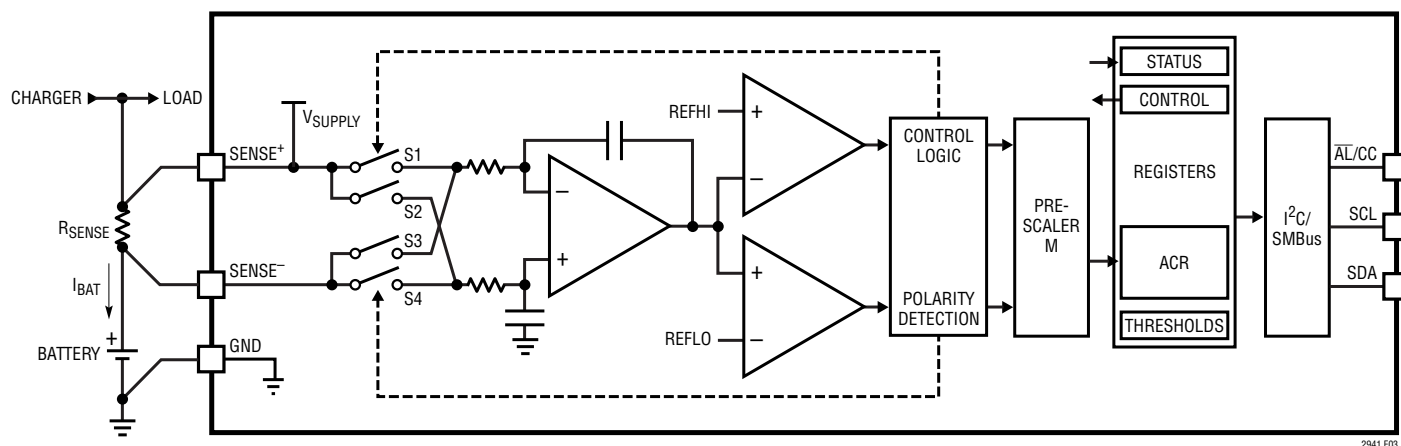 CHARGER
LOAD
RSENSE
IBAT
+
BATTERY
SENSE+
SENSE–
GND
VSUPPLY
S1
S2
S3
S4
–
+
REFHI
+
–
+
REFLO
–
CONTROL
LOGIC
POLARITY
DETECTION
PRE-
SCALER
M
STATUS
CONTROL
REGISTERS
ACR
THRESHOLDS
I2C/
SMBus
AL/CC
SCL
SDA
2941 F03